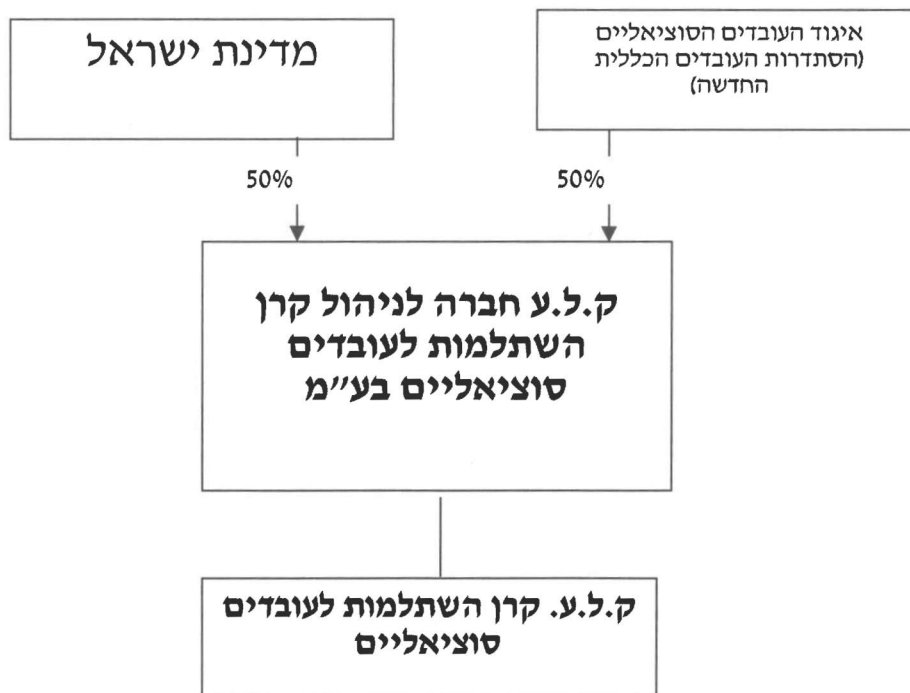 איגוד העובדים הסוציאליים
(הסתדרות העובדים הכללית
החדשה)
מדינת ישראל
50%
50%
ק.ל.ע חברה לניהול קרן
השתלמות לעובדים
סוציאליים בע"מ
ק.ל.ע. קרן השתלמות לעובדים
סוציאליים